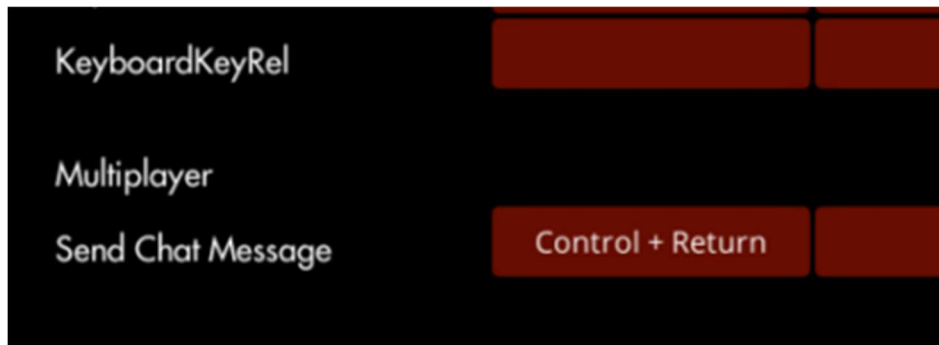 KeyboardKeyRel
Multiplayer
Send Chat Message Control + Return